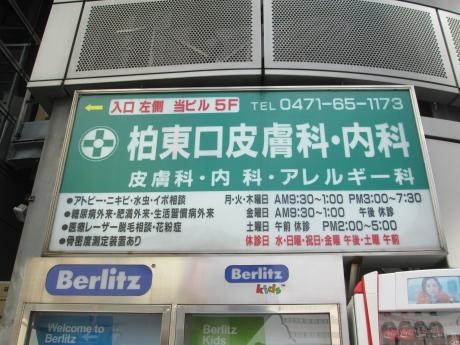 入口 左側 当ビル 5F TEL 0471-65-1173
柏東口皮膚科・内科
皮膚科・内科・アレルギー科
●アトピー・ニキビ・水虫・イボ相談
●糖尿病外来・肥満外来・生活習慣病外来
●医療レーザー脱毛相談・花粉症
●骨密度測定装置あり
月・火・木曜日 AM9:30~1:00 PM3:00~7:30
金曜日 AM9:30~1:00 午後 休診
土曜日 午前 休診 PM2:00~5:00
休診日 水・日曜・祝日・金曜 午後・土曜 午前
Berlitz
Berlitz
kids
Welcome to
Berlitz
Berlitz
Kids